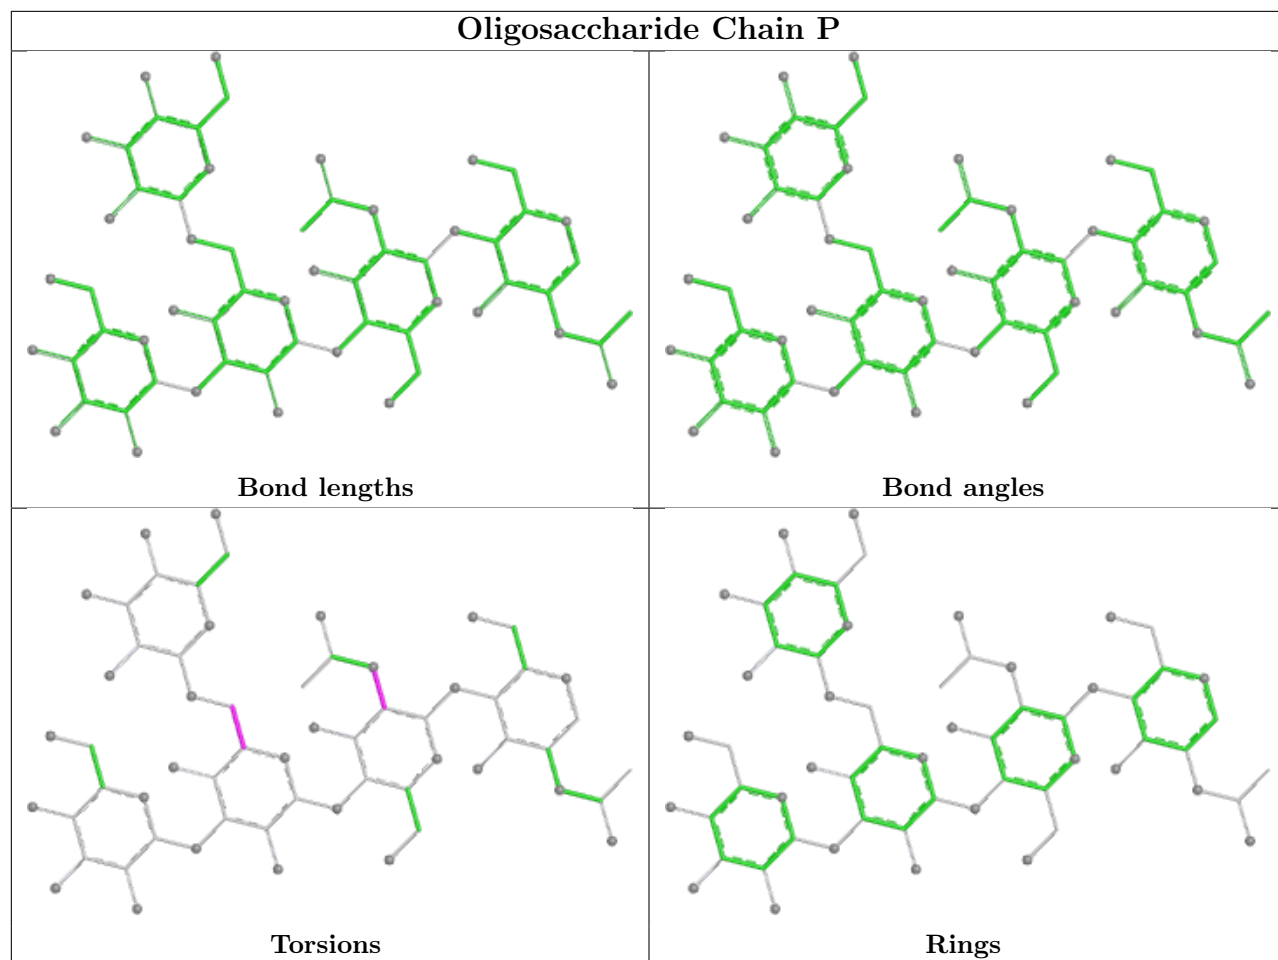 Oligosaccharide Chain P
Bond lengths
Bond angles
Torsions
Rings